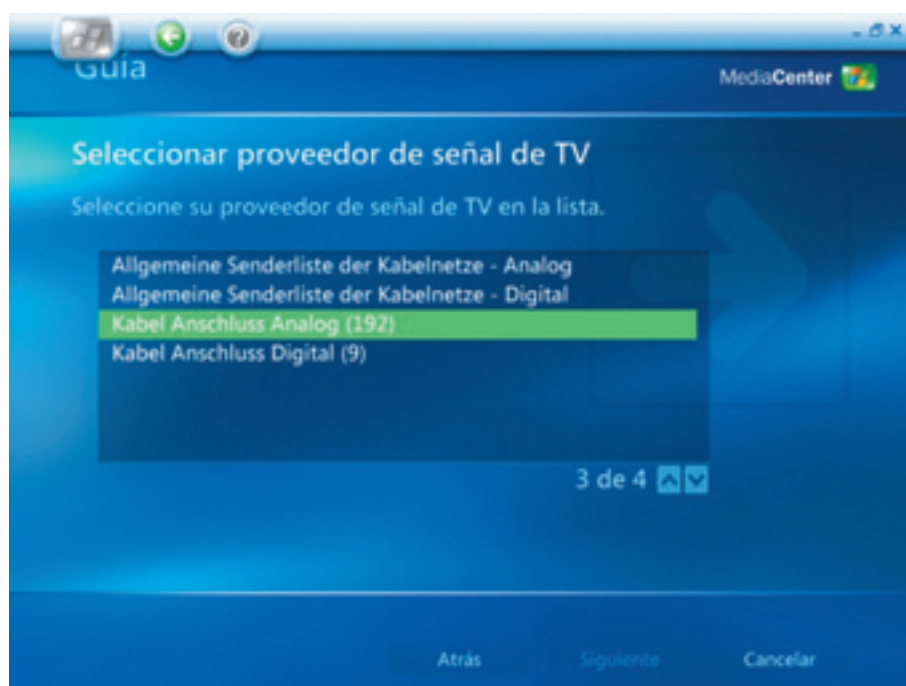 Guía
MediaCenter
Seleccionar proveedor de señal de TV
Seleccione su proveedor de señal de TV en la lista.
Allgemeine Senderliste der Kabelnetze - Analog
Allgemeine Senderliste der Kabelnetze - Digital
Kabel Anschluss Analog (192)
Kabel Anschluss Digital (9)
3 de 4
Atrás Siguiente Cancelar